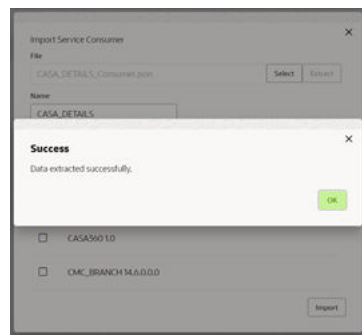 Import Service Consumer
File
CASA_DETAILS_Consumer.json
Select
Extract
Name
CASA_DETAILS
Success
Data extracted successfully.
OK
CASA360 1.0
CMC_BRANCH 14.6.0.0.0
Import